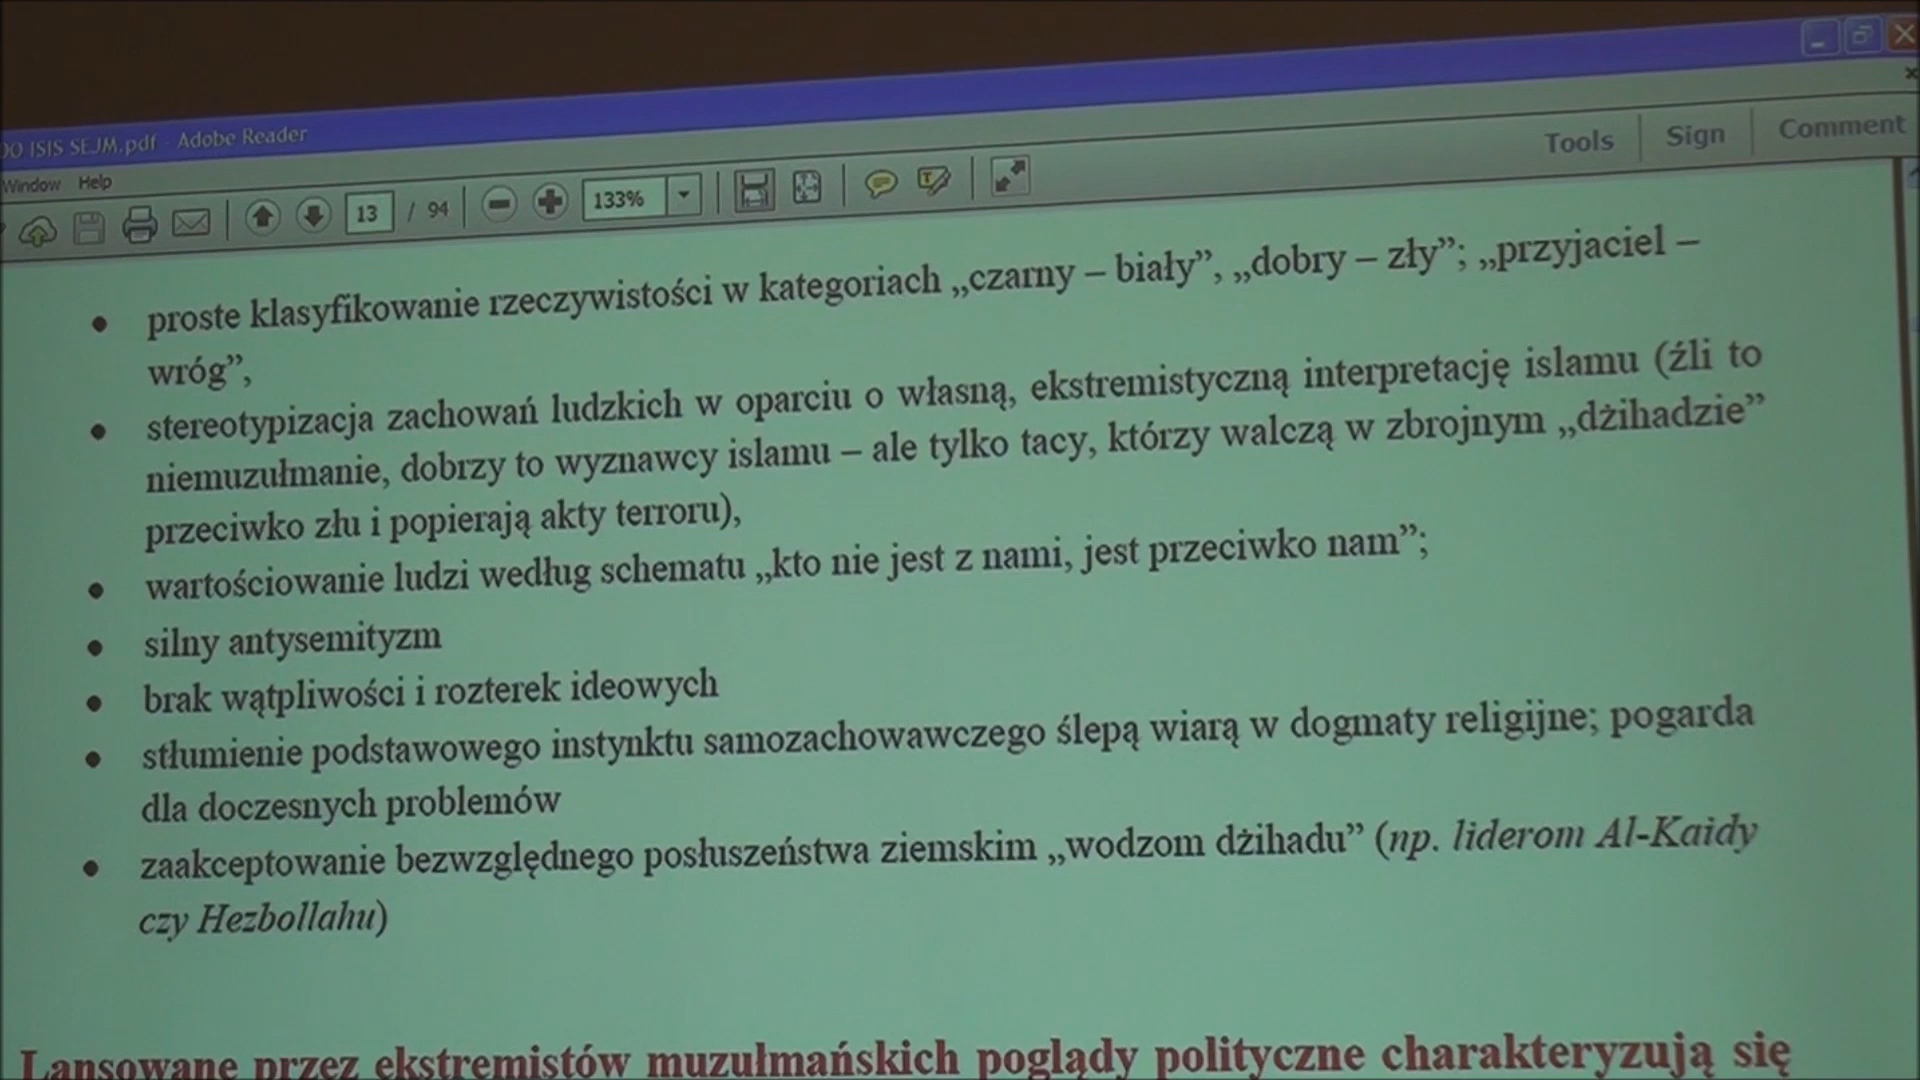 DO ISIS SEJM.pdf - Adobe Reader
Window Help
13 / 94 133% Tools Sign Comment
• proste klasyfikowanie rzeczywistości w kategoriach „czarny – biały”, „dobry – zły”; „przyjaciel –
wróg”,
• stereotypizacja zachowań ludzkich w oparciu o własną, ekstremistyczną interpretację islamu (źli to
niemuzułmanie, dobrzy to wyznawcy islamu – ale tylko tacy, którzy walczą w zbrojnym „dżihadzie”
przeciwko złu i popierają akty terroru),
• wartościowanie ludzi według schematu „kto nie jest z nami, jest przeciwko nam”;
• silny antysemityzm
• brak wątpliwości i rozterek ideowych
• stłumienie podstawowego instynktu samozachowawczego ślepą wiarą w dogmaty religijne; pogarda
dla doczesnych problemów
• zaakceptowanie bezwzględnego posłuszeństwa ziemskim „wodzom dżihadu” (np. liderom Al-Kaidy
czy Hezbollahu)
Lansowane przez ekstremistów muzułmańskich poglądy polityczne charakteryzują się